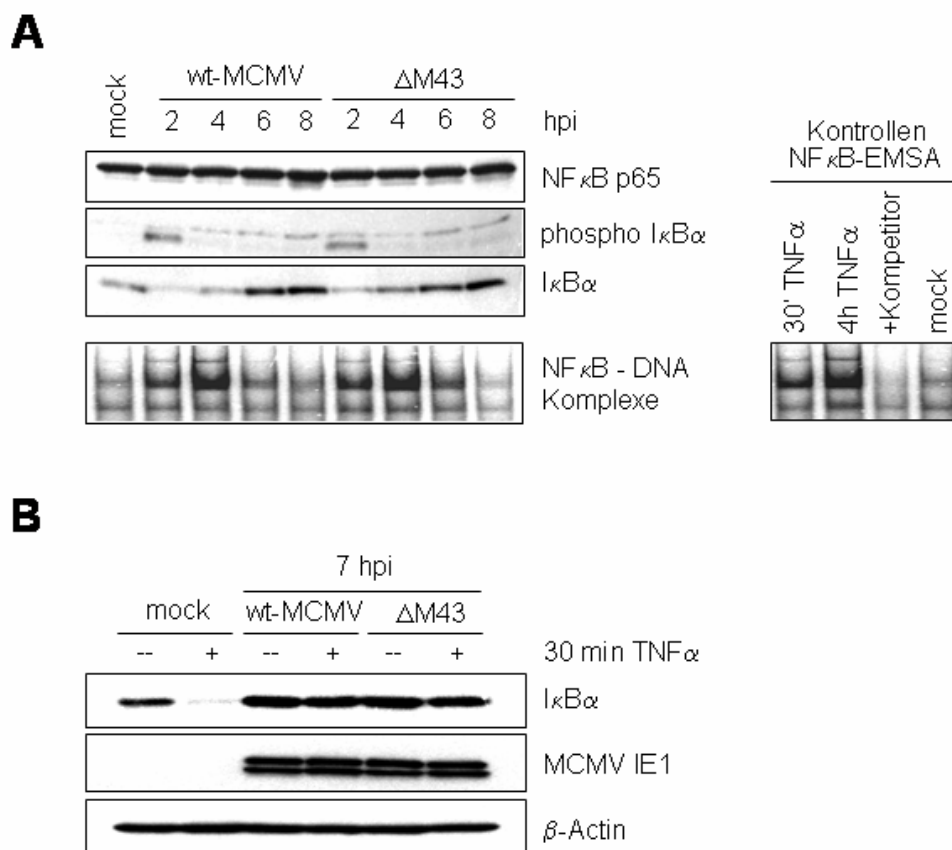 A
mock
wt-MCMV
ΔM43
2 4 6 8 2 4 6 8 hpi
NFκB p65
phospho IκBα
IκBα
NFκB - DNA
Komplexe
Kontrollen
NFκB-EMSA
30' TNFα
4h TNFα
+Kompetitor
mock
B
7 hpi
mock wt-MCMV ΔM43
-- + -- + -- + 30 min TNFα
IκBα
MCMV IE1
β-Actin